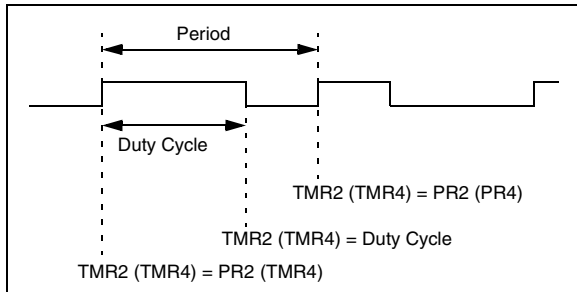 Period
Duty Cycle
TMR2 (TMR4) = PR2 (PR4)
TMR2 (TMR4) = Duty Cycle
TMR2 (TMR4) = PR2 (TMR4)